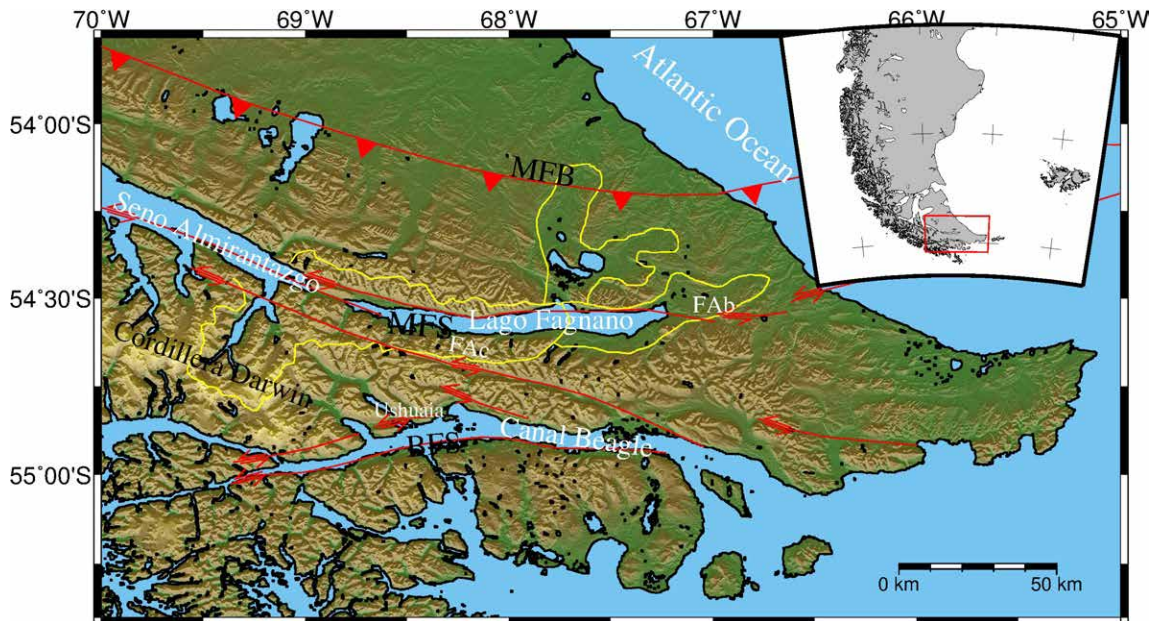 70°W 69°W 68°W 67°W 66°W 65°W
Atlantic Ocean
54°00'S
MFB
Seno Almirantazgo
54°30'S
FAb
MFS
Lago Fagnano
FAc
Cordillera Darwin
Ushuaia
Canal Beagle
BFS
55°00'S
0 km 50 km